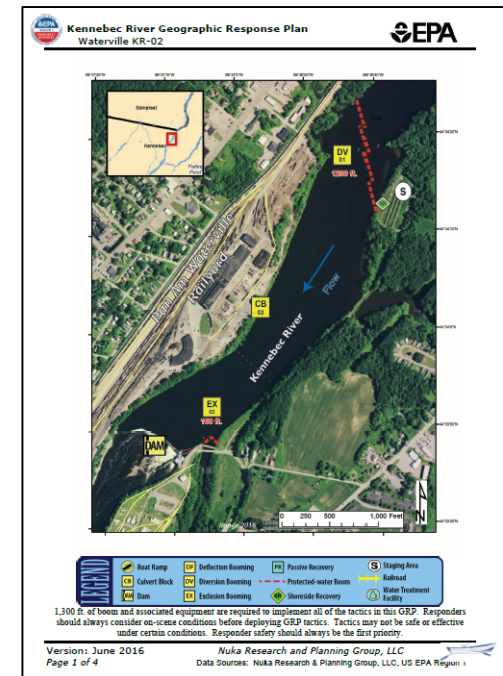 Kennebec River Geographic Response Plan
Waterville KR-02
EPA
Somerset
Kennebec
DV
01
1200 ft.
S
SR
Pan Am Waterville
Railyard
Flow
CB
03
Kennebec River
EX
02
100 ft.
DAM
0 250 500 1,000 Feet
N
Image 2016
LEGEND
Boat Ramp
DF Deflection Booming
PR Passive Recovery
S Staging Area
CB Culvert Block
DV Diversion Booming
Protected-water Boom
Railroad
DAM Dam
EX Exclusion Booming
SR Shoreside Recovery
Water Treatment
Facility
1,300 ft. of boom and associated equipment are required to implement all of the tactics in this GRP. Responders
should always consider on-scene conditions before deploying GRP tactics. Tactics may not be safe or effective
under certain conditions. Responder safety should always be the first priority.
Version: June 2016
Nuka Research and Planning Group, LLC
Page 1 of 4
Data Sources: Nuka Research & Planning Group, LLC, US EPA Region 1